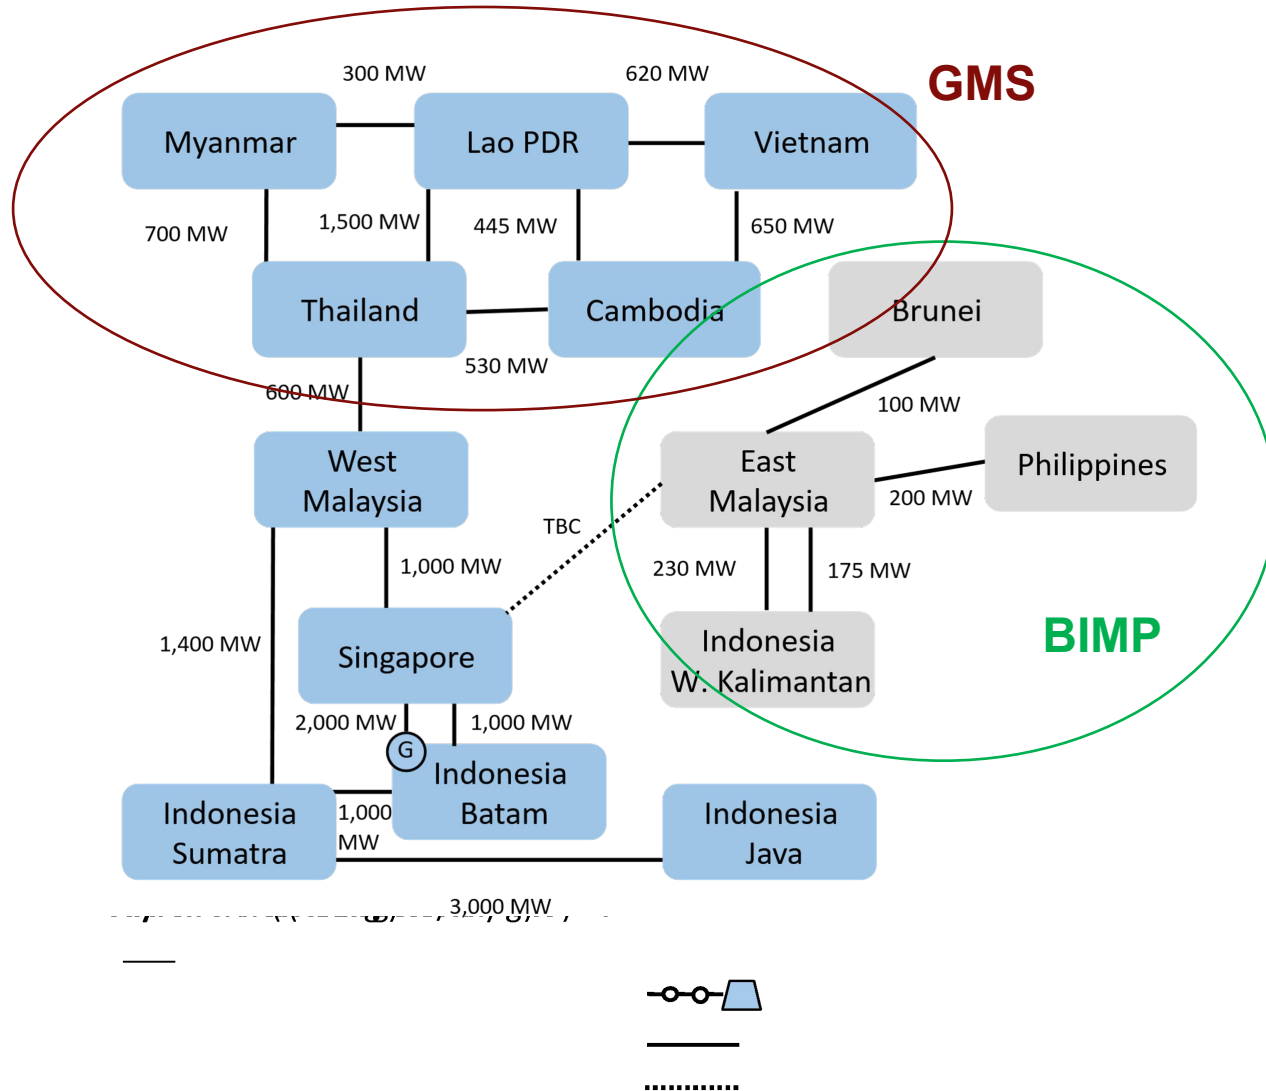 300 MW
620 MW
GMS
Myanmar
Lao PDR
Vietnam
700 MW
1,500 MW
445 MW
650 MW
Thailand
Cambodia
Brunei
530 MW
600 MW
100 MW
West
Malaysia
East
Malaysia
Philippines
200 MW
TBC
1,000 MW
230 MW
175 MW
1,400 MW
Singapore
Indonesia
W. Kalimantan
BIMP
2,000 MW
1,000 MW
G
Indonesia
Batam
Indonesia
Sumatra
1,000
MW
Indonesia
Java
3,000 MW